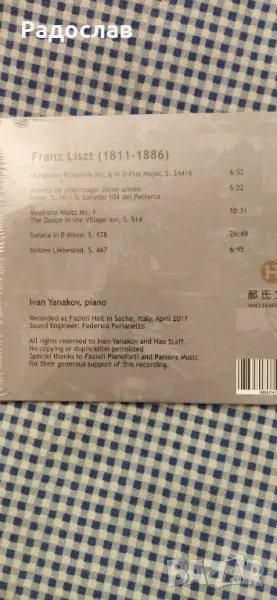 Радослав
Franz Liszt (1811-1886)
Hungarian Rhapsody No. 6 in D-Flat Major, S. 244/6 6:52
Années de pèlerinage: 2ème année: 5:22
Italie, S. 161/V. Sonetto 104 del Petrarca
Mephisto Waltz No. 1 10:31
The Dance in the Village Inn, S. 514
Sonata in B Minor, S. 178 26:49
Isoldes Liebestod, S. 447 6:45
郝氏
HAO STAFF
Ivan Yanakov, piano
Recorded at Fazioli Hall in Sacile, Italy, April 2017
Sound Engineer: Federico Furlanetto
All rights reserved to Ivan Yanakov and Hao Staff.
No copying or duplication permitted
Special thanks to Fazioli Pianoforti and Parsons Music
for their generous support of this recording.
BAZAR